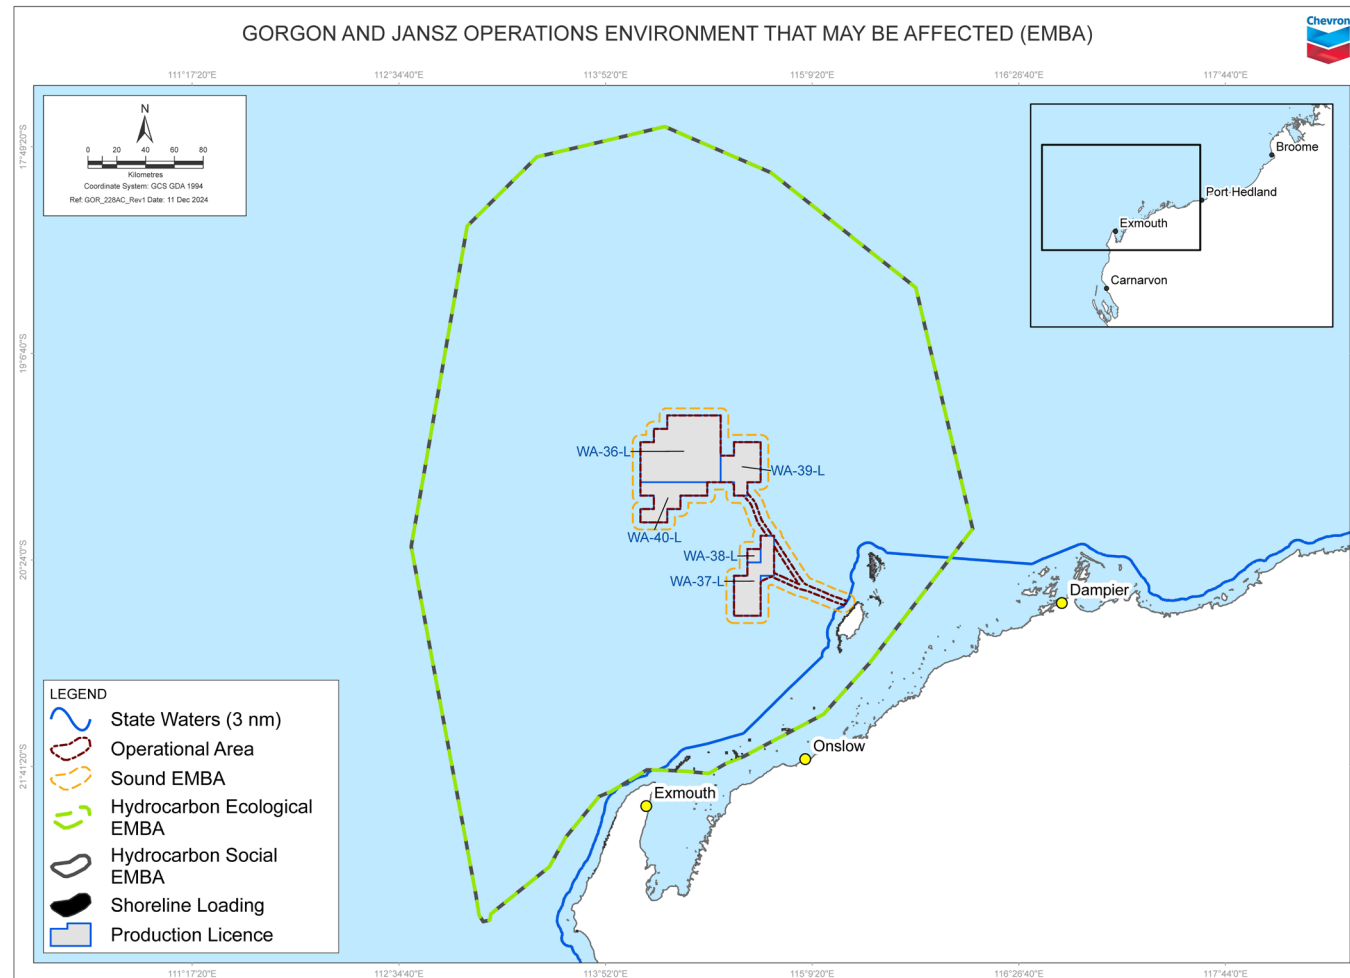 GORGON AND JANSZ OPERATIONS ENVIRONMENT THAT MAY BE AFFECTED (EMBA)
Chevron
111°17'20"E
112°34'40"E
113°52'0"E
115°9'20"E
116°26'40"E
117°44'0"E
17°49'20"S
19°6'40"S
20°24'0"S
21°41'20"S
N
0 20 40 60 80
Kilometres
Coordinate System: GCS GDA 1994
Ref: GOR_228AC_Rev1 Date: 11 Dec 2024
Broome
Port Hedland
Exmouth
Carnarvon
WA-36-L
WA-39-L
WA-40-L
WA-38-L
WA-37-L
Dampier
Onslow
Exmouth
LEGEND
State Waters (3 nm)
Operational Area
Sound EMBA
Hydrocarbon Ecological
EMBA
Hydrocarbon Social
EMBA
Shoreline Loading
Production Licence
111°17'20"E
112°34'40"E
113°52'0"E
115°9'20"E
116°26'40"E
117°44'0"E